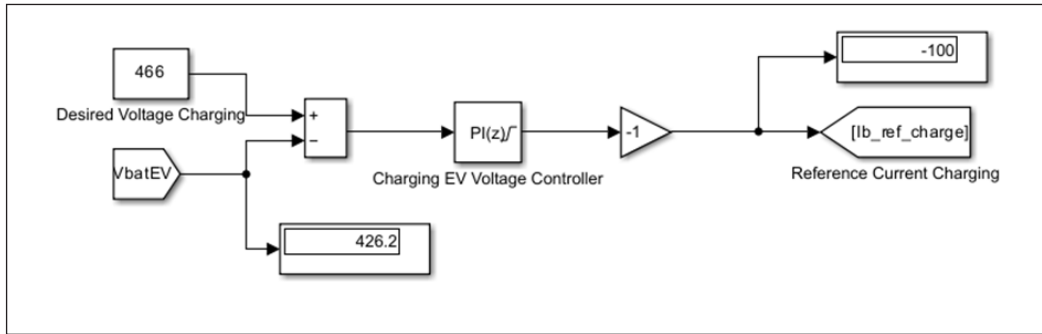 466
Desired Voltage Charging
+
−
VbatEV
426.2
PI(z)
Charging EV Voltage Controller
-1
-100
[Ib_ref_charge]
Reference Current Charging